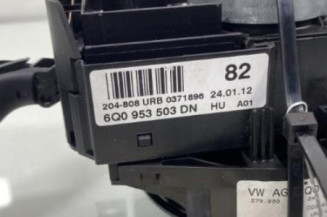 82
204-808 URB 0371896 24.01.12
6Q0 953 503 DN HU A01
VW AG